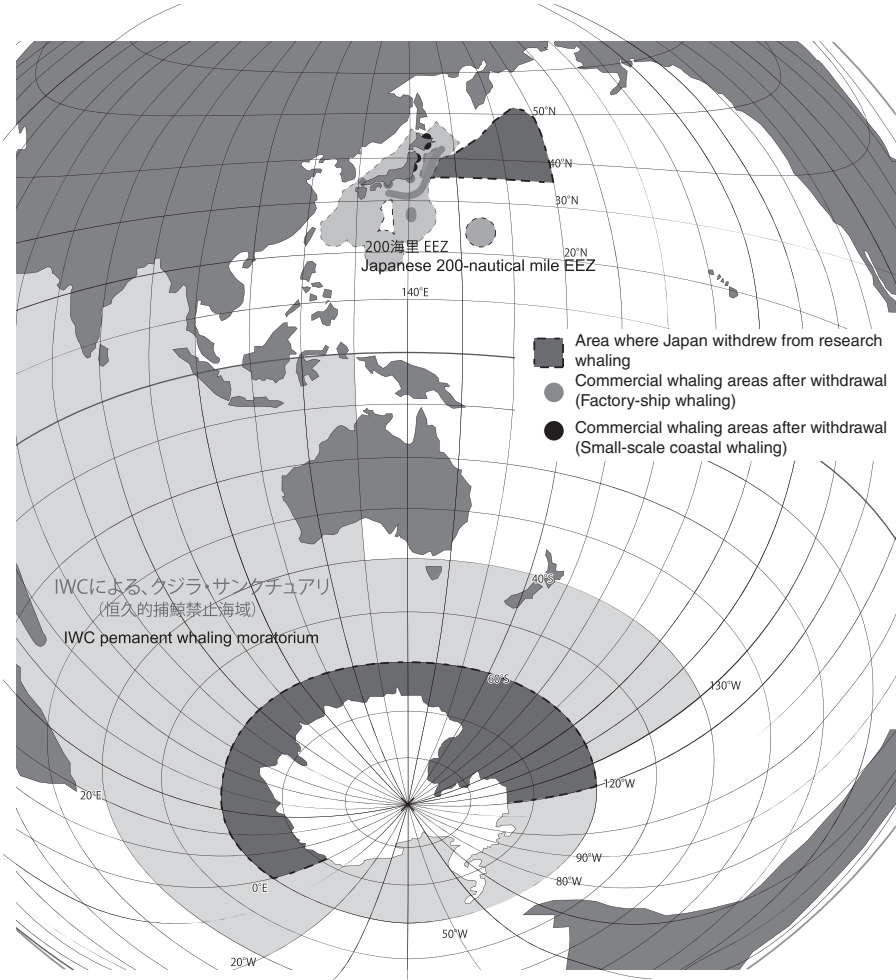 50°N
40°N
30°N
200海里 EEZ
20°N
Japanese 200-nautical mile EEZ
140°E
Area where Japan withdrew from research
whaling
Commercial whaling areas after withdrawal
(Factory-ship whaling)
Commercial whaling areas after withdrawal
(Small-scale coastal whaling)
40°S
IWCによる、クジラ・サンクチュアリ
（恒久的捕鯨禁止海域）
IWC pemanent whaling moratorium
60°S
130°W
120°W
20°E
90°W
80°W
0°E
50°W
20°W